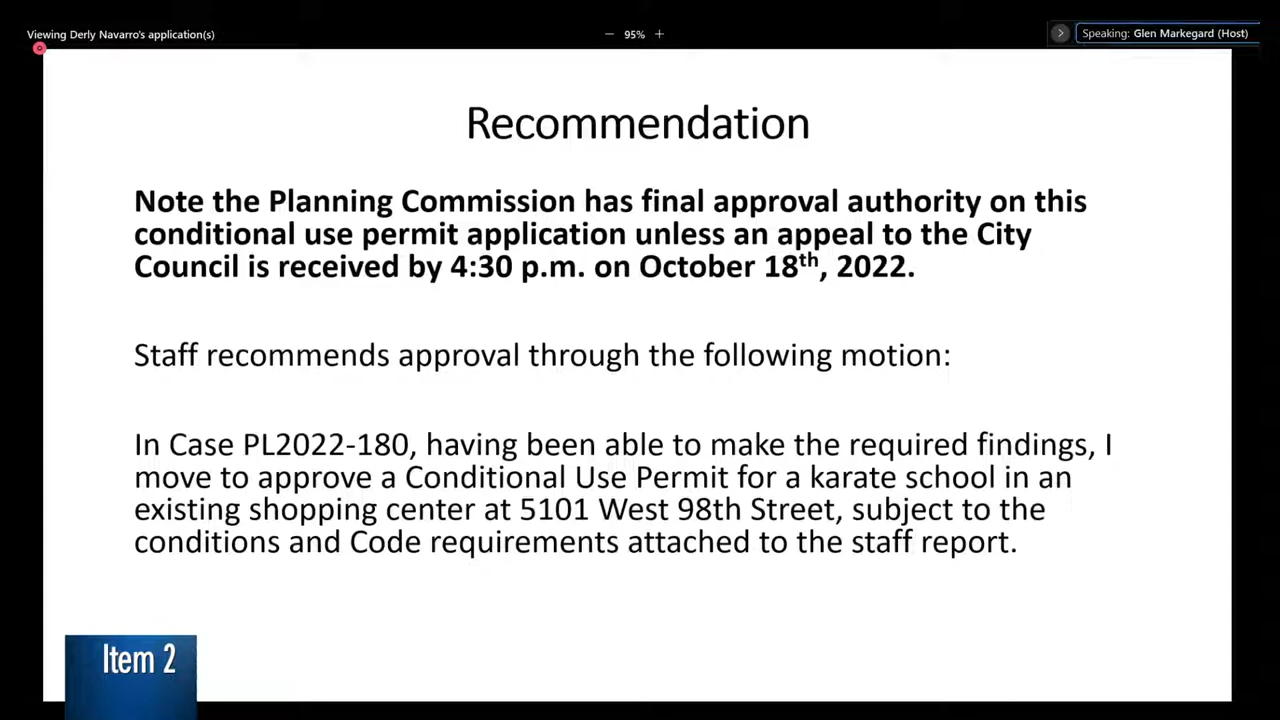 Viewing Derly Navarro's application(s)
− 95% +
Speaking: Glen Markegard (Host)
Recommendation
Note the Planning Commission has final approval authority on this
conditional use permit application unless an appeal to the City
Council is received by 4:30 p.m. on October 18th, 2022.
Staff recommends approval through the following motion:
In Case PL2022-180, having been able to make the required findings, I
move to approve a Conditional Use Permit for a karate school in an
existing shopping center at 5101 West 98th Street, subject to the
conditions and Code requirements attached to the staff report.
Item 2